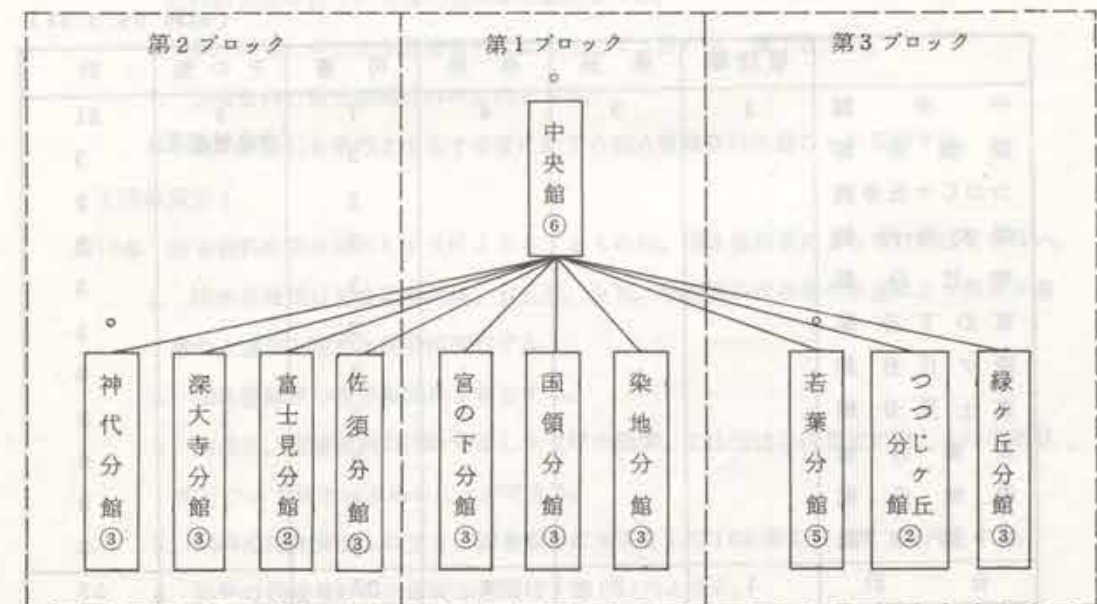 第2ブロック
第1ブロック
第3ブロック
中央館⑥
神代分館③
深大寺分館③
富士見分館②
佐須分館③
宮の下分館③
国領分館③
染地分館③
若葉分館⑤
つつじケ丘分館②
緑ケ丘分館③